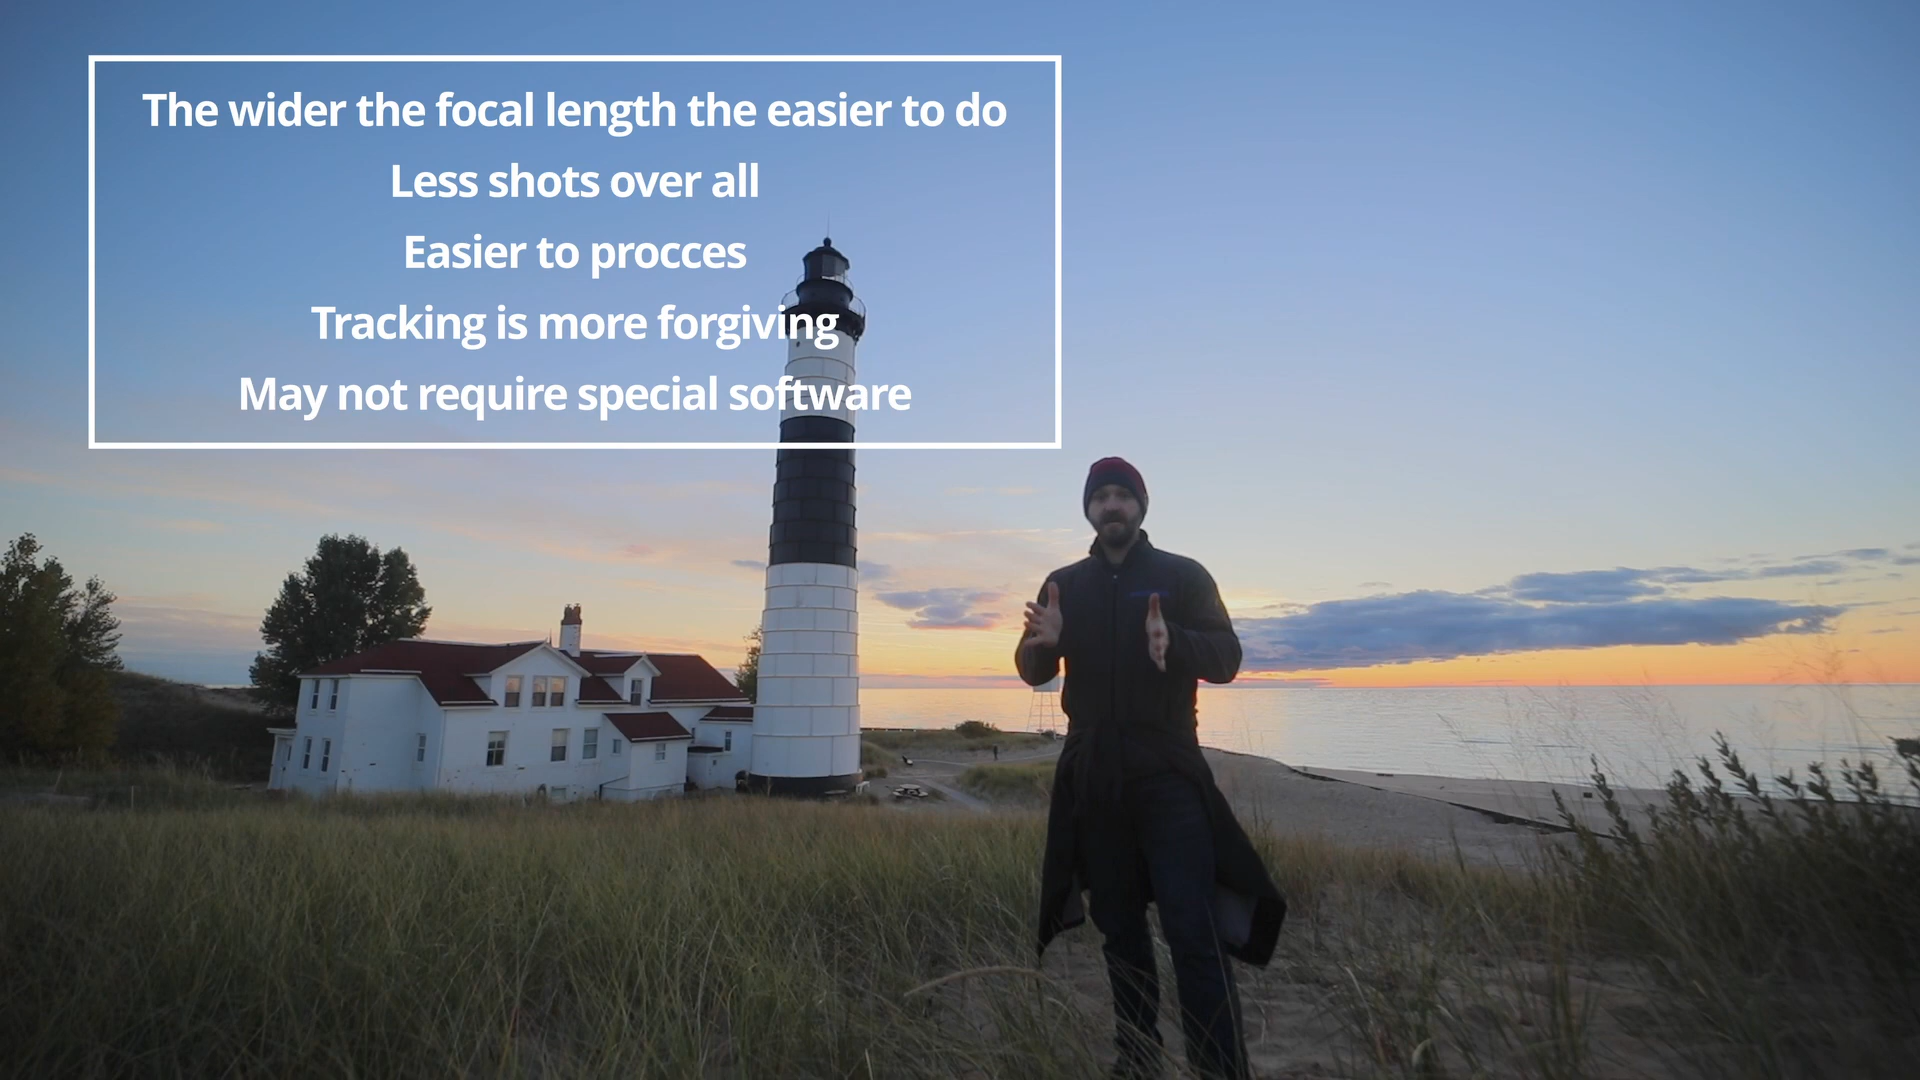 The wider the focal length the easier to do
Less shots over all
Easier to procces
Tracking is more forgiving
May not require special software